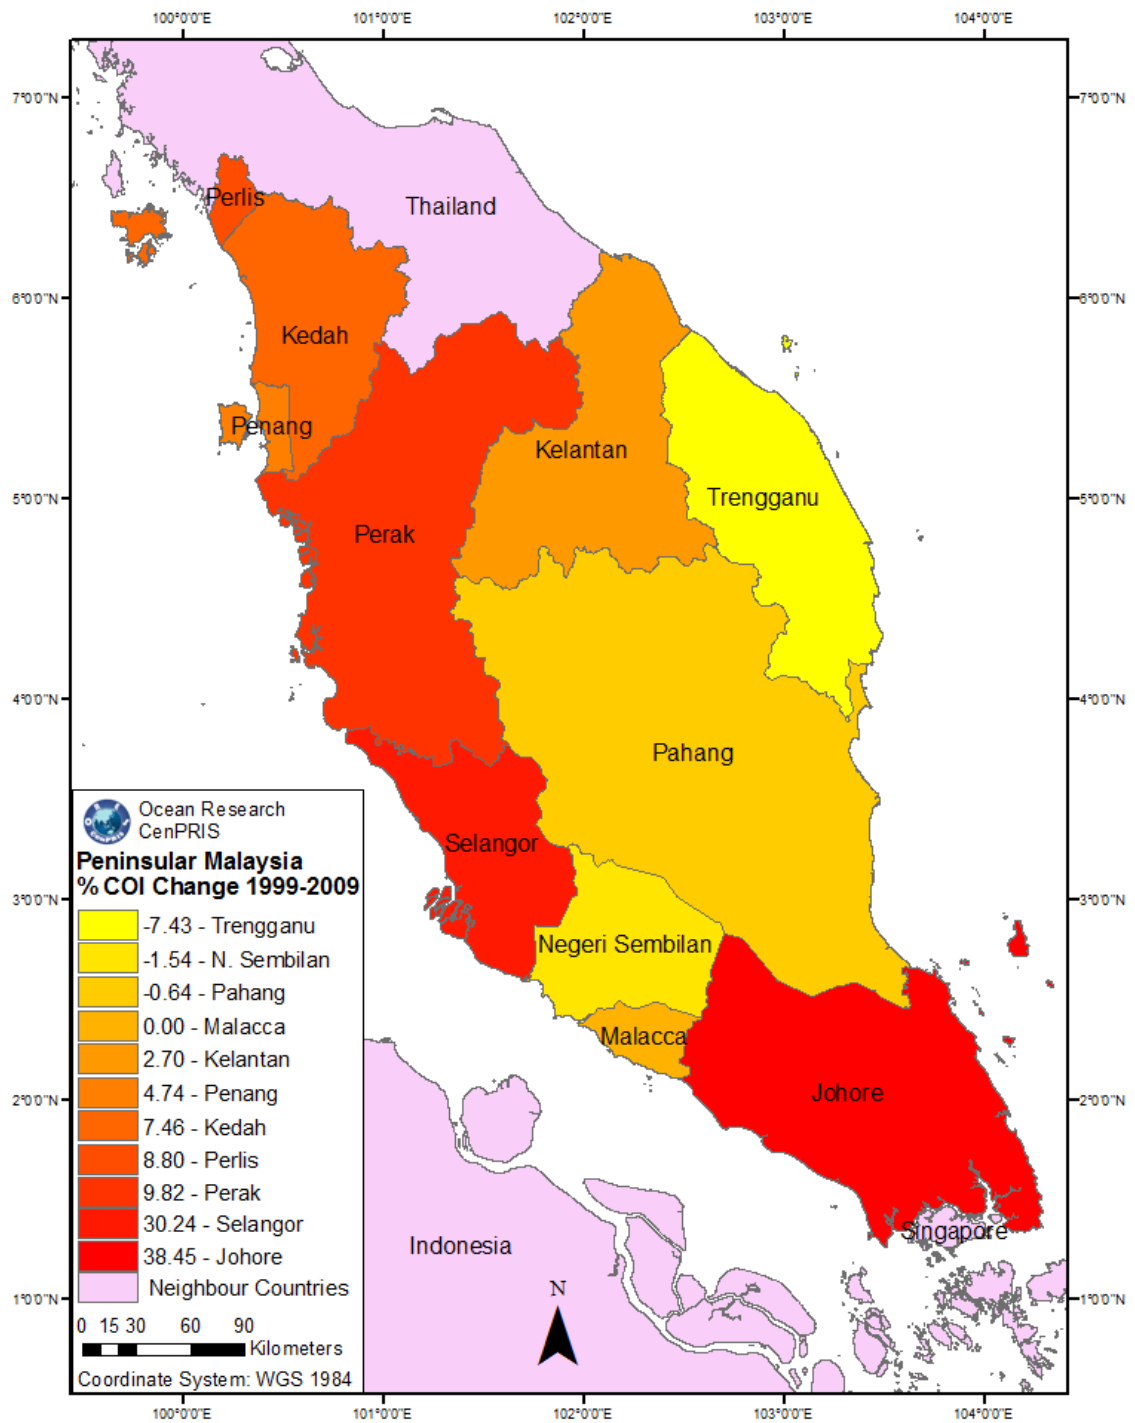 100°0'0"E 101°0'0"E 102°0'0"E 103°0'0"E 104°0'0"E
7°0'0"N 7°0'0"N
Perlis
Thailand
6°0'0"N 6°0'0"N
Kedah
Penang
Kelantan
Trengganu
5°0'0"N 5°0'0"N
Perak
4°0'0"N 4°0'0"N
Pahang
Selangor
3°0'0"N 3°0'0"N
Negeri Sembilan
Malacca
2°0'0"N 2°0'0"N
Johore
Singapore
Indonesia
1°0'0"N 1°0'0"N
N
Ocean Research
CenPRIS
Peninsular Malaysia
% COI Change 1999-2009
-7.43 - Trengganu
-1.54 - N. Sembilan
-0.64 - Pahang
0.00 - Malacca
2.70 - Kelantan
4.74 - Penang
7.46 - Kedah
8.80 - Perlis
9.82 - Perak
30.24 - Selangor
38.45 - Johore
Neighbour Countries
0 15 30 60 90
Kilometers
Coordinate System: WGS 1984
100°0'0"E 101°0'0"E 102°0'0"E 103°0'0"E 104°0'0"E